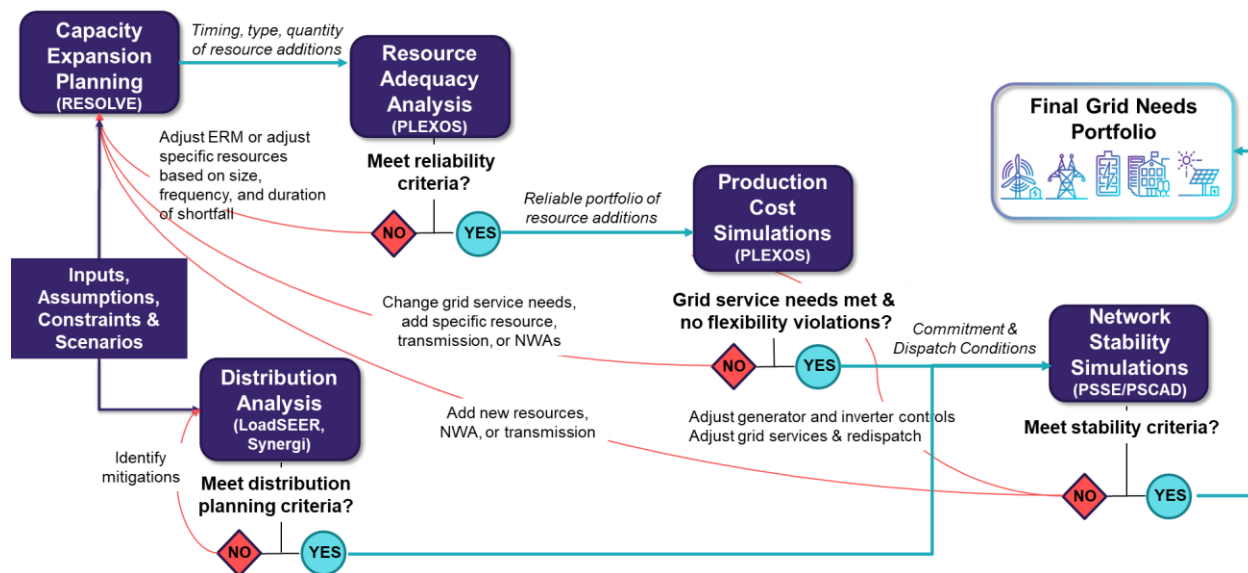 Capacity
Expansion
Planning
(RESOLVE)
Timing, type, quantity
of resource additions
Resource
Adequacy
Analysis
(PLEXOS)
Final Grid Needs
Portfolio
Adjust ERM or adjust
specific resources
based on size,
frequency, and duration
of shortfall
Meet reliability
criteria?
NO
YES
Reliable portfolio of
resource additions
Production
Cost
Simulations
(PLEXOS)
Inputs,
Assumptions,
Constraints &
Scenarios
Change grid service needs,
add specific resource,
transmission, or NWAs
Grid service needs met &
no flexibility violations?
NO
YES
Commitment &
Dispatch Conditions
Network
Stability
Simulations
(PSSE/PSCAD)
Distribution
Analysis
(LoadSEER,
Synergi)
Add new resources,
NWA, or transmission
Adjust generator and inverter controls
Adjust grid services & redispatch
Meet stability criteria?
Identify
mitigations
Meet distribution
planning criteria?
NO
YES
NO
YES